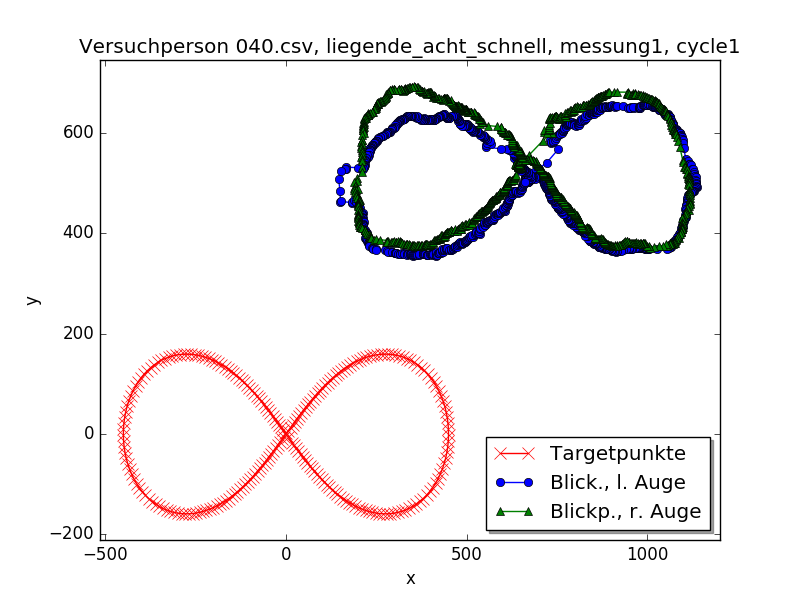 Versuchperson 040.csv, liegende_acht_schnell, messung1, cycle1
600
400
200
0
−200
y
−500
0
500
1000
x
Targetpunkte
Blick., l. Auge
Blickp., r. Auge